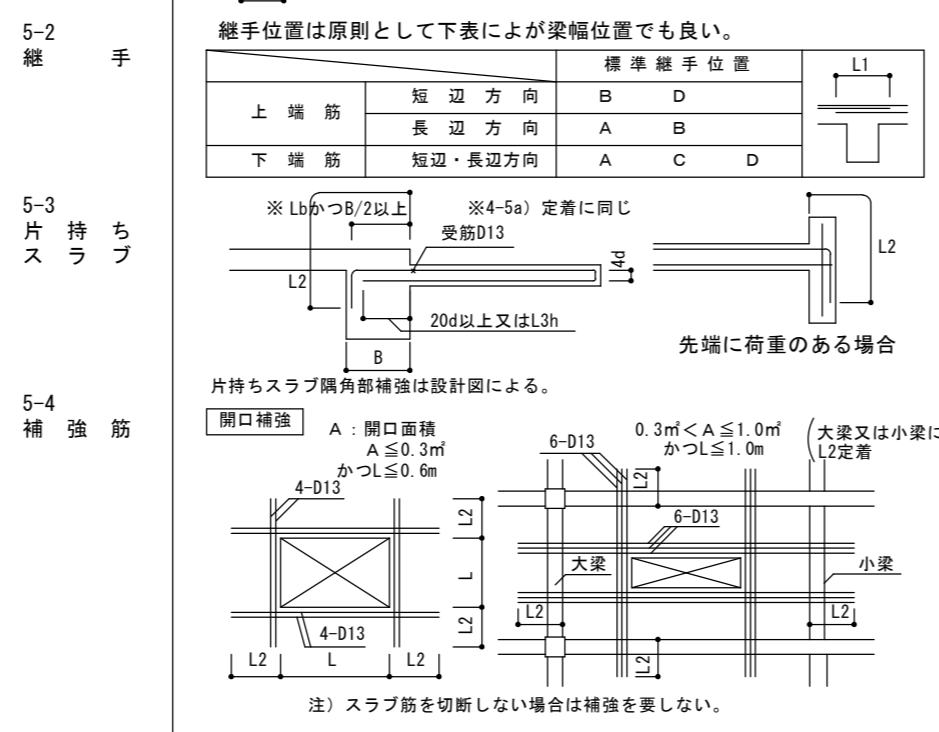 5-2
継手
継手位置は原則として下表によが梁幅位置でも良い。
標準継手位置
L1
上端筋
短辺方向
B D
長辺方向
A B
下端筋
短辺・長辺方向
A C D
5-3
片持ち
スラブ
※ LbかつB/2以上
※4-5a) 定着に同じ
受筋D13
L2
4d
20d以上又はL3h
B
L2
先端に荷重のある場合
片持ちスラブ隅角部補強は設計図による。
5-4
補強筋
開口補強
A : 開口面積
A≦0.3㎡
かつL≦0.6m
4-D13
L2
L
L2
4-D13
L2 L L2
6-D13
0.3㎡<A≦1.0㎡
かつL≦1.0m
(大梁又は小梁に
L2定着
L2
6-D13
大梁
小梁
L2
L2
L2
注) スラブ筋を切断しない場合は補強を要しない。